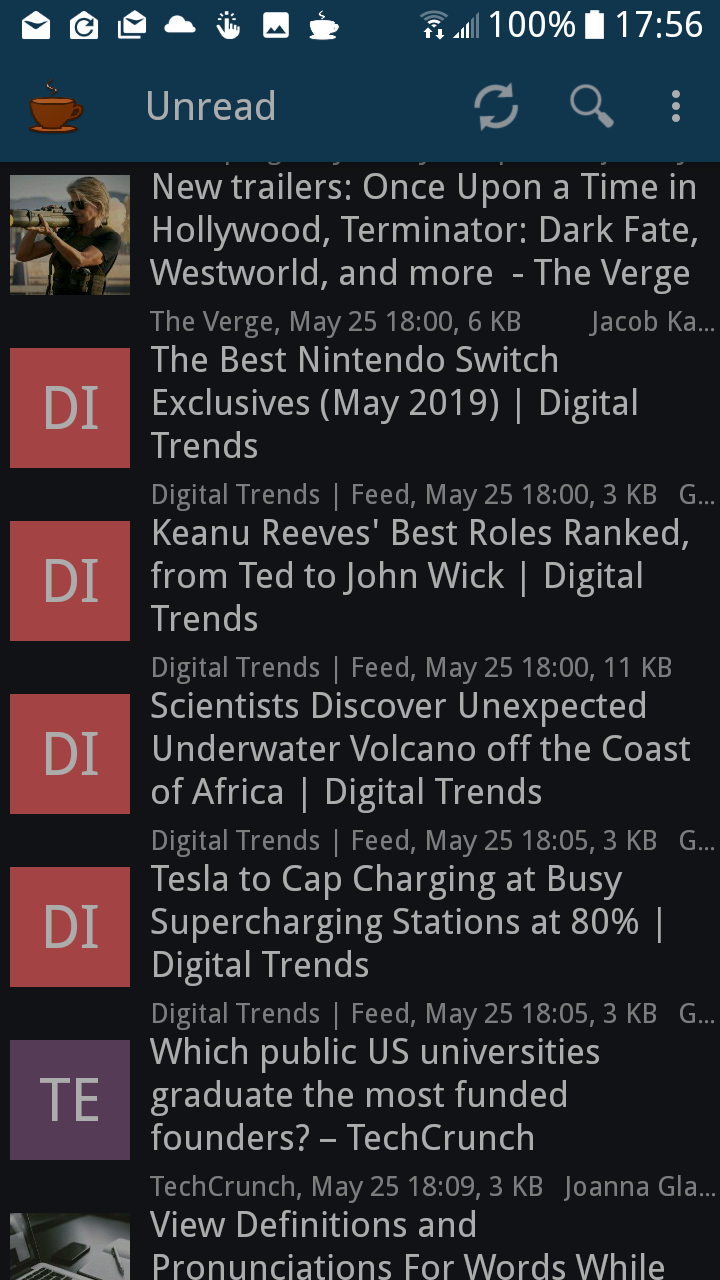 100% 17:56
Unread
New trailers: Once Upon a Time in
Hollywood, Terminator: Dark Fate,
Westworld, and more - The Verge
The Verge, May 25 18:00, 6 KB Jacob Ka...
DI
The Best Nintendo Switch
Exclusives (May 2019) | Digital
Trends
Digital Trends | Feed, May 25 18:00, 3 KB G...
DI
Keanu Reeves' Best Roles Ranked,
from Ted to John Wick | Digital
Trends
Digital Trends | Feed, May 25 18:00, 11 KB
DI
Scientists Discover Unexpected
Underwater Volcano off the Coast
of Africa | Digital Trends
Digital Trends | Feed, May 25 18:05, 3 KB G...
DI
Tesla to Cap Charging at Busy
Supercharging Stations at 80% |
Digital Trends
Digital Trends | Feed, May 25 18:05, 3 KB G...
TE
Which public US universities
graduate the most funded
founders? – TechCrunch
TechCrunch, May 25 18:09, 3 KB Joanna Gla...
View Definitions and
Pronunciations For Words While